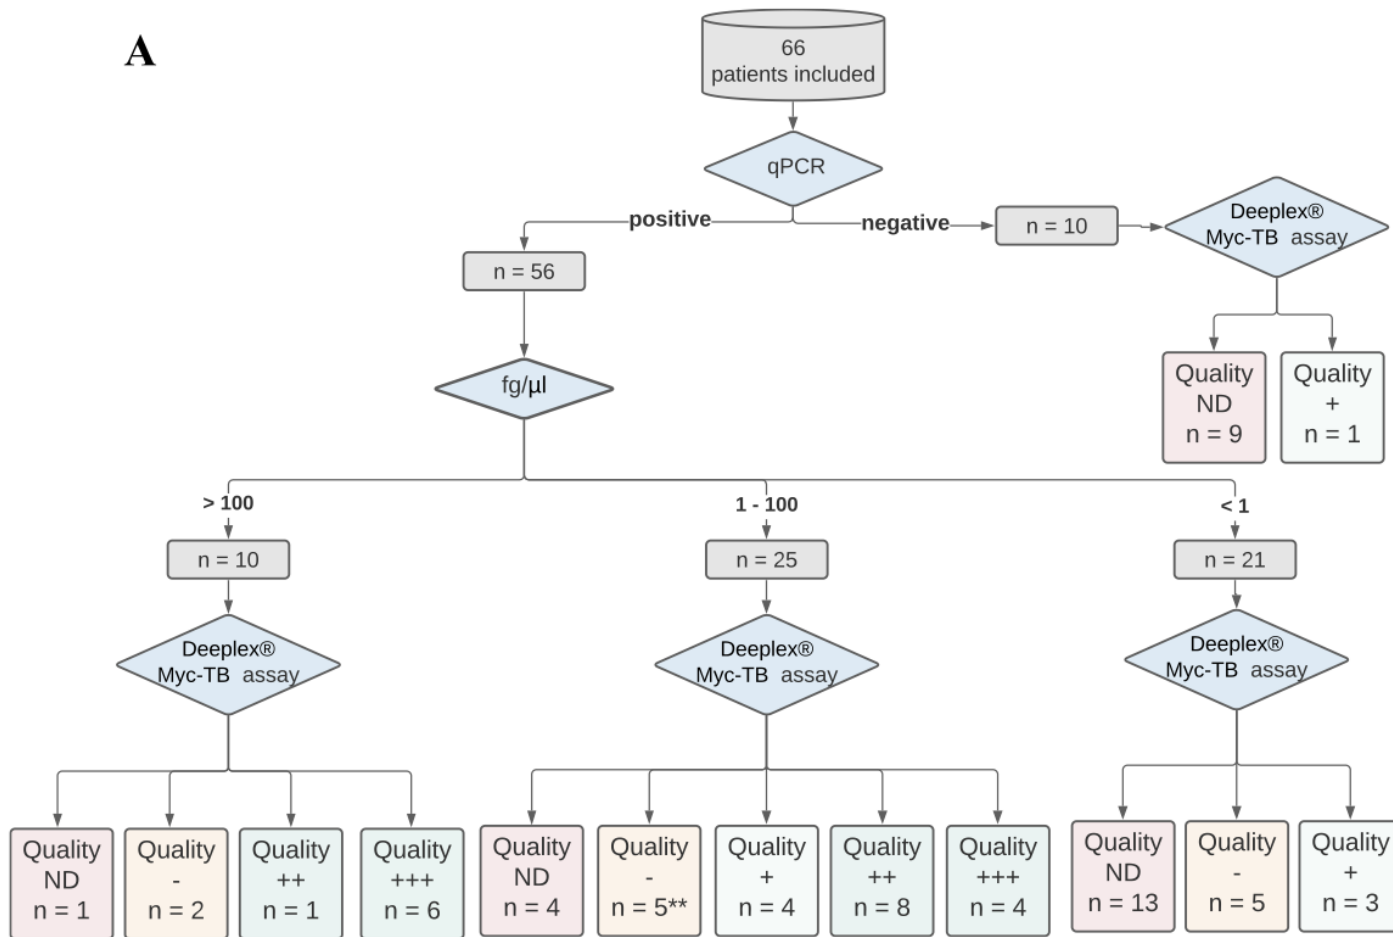 A
66
patients included
qPCR
positive
negative
n = 10
Deeplex®
Myc-TB assay
n = 56
Quality
ND
n = 9
Quality
+
n = 1
fg/µl
> 100
1 - 100
< 1
n = 10
n = 25
n = 21
Deeplex®
Myc-TB assay
Deeplex®
Myc-TB assay
Deeplex®
Myc-TB assay
Quality
ND
n = 1
Quality
-
n = 2
Quality
++
n = 1
Quality
+++
n = 6
Quality
ND
n = 4
Quality
-
n = 5**
Quality
+
n = 4
Quality
++
n = 8
Quality
+++
n = 4
Quality
ND
n = 13
Quality
-
n = 5
Quality
+
n = 3